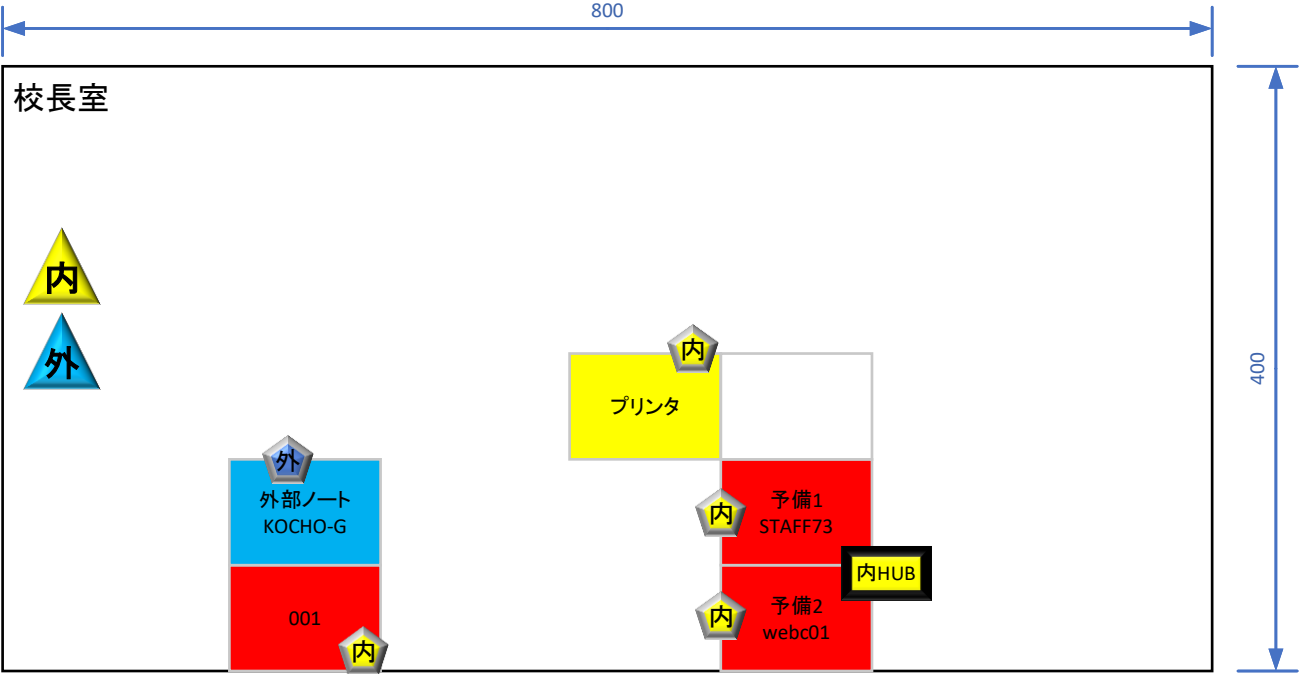 800
校長室
400
内
外
内
プリンタ
外
外部ノート
KOCHO-G
内
予備1
STAFF73
内HUB
001
内
内
予備2
webc01